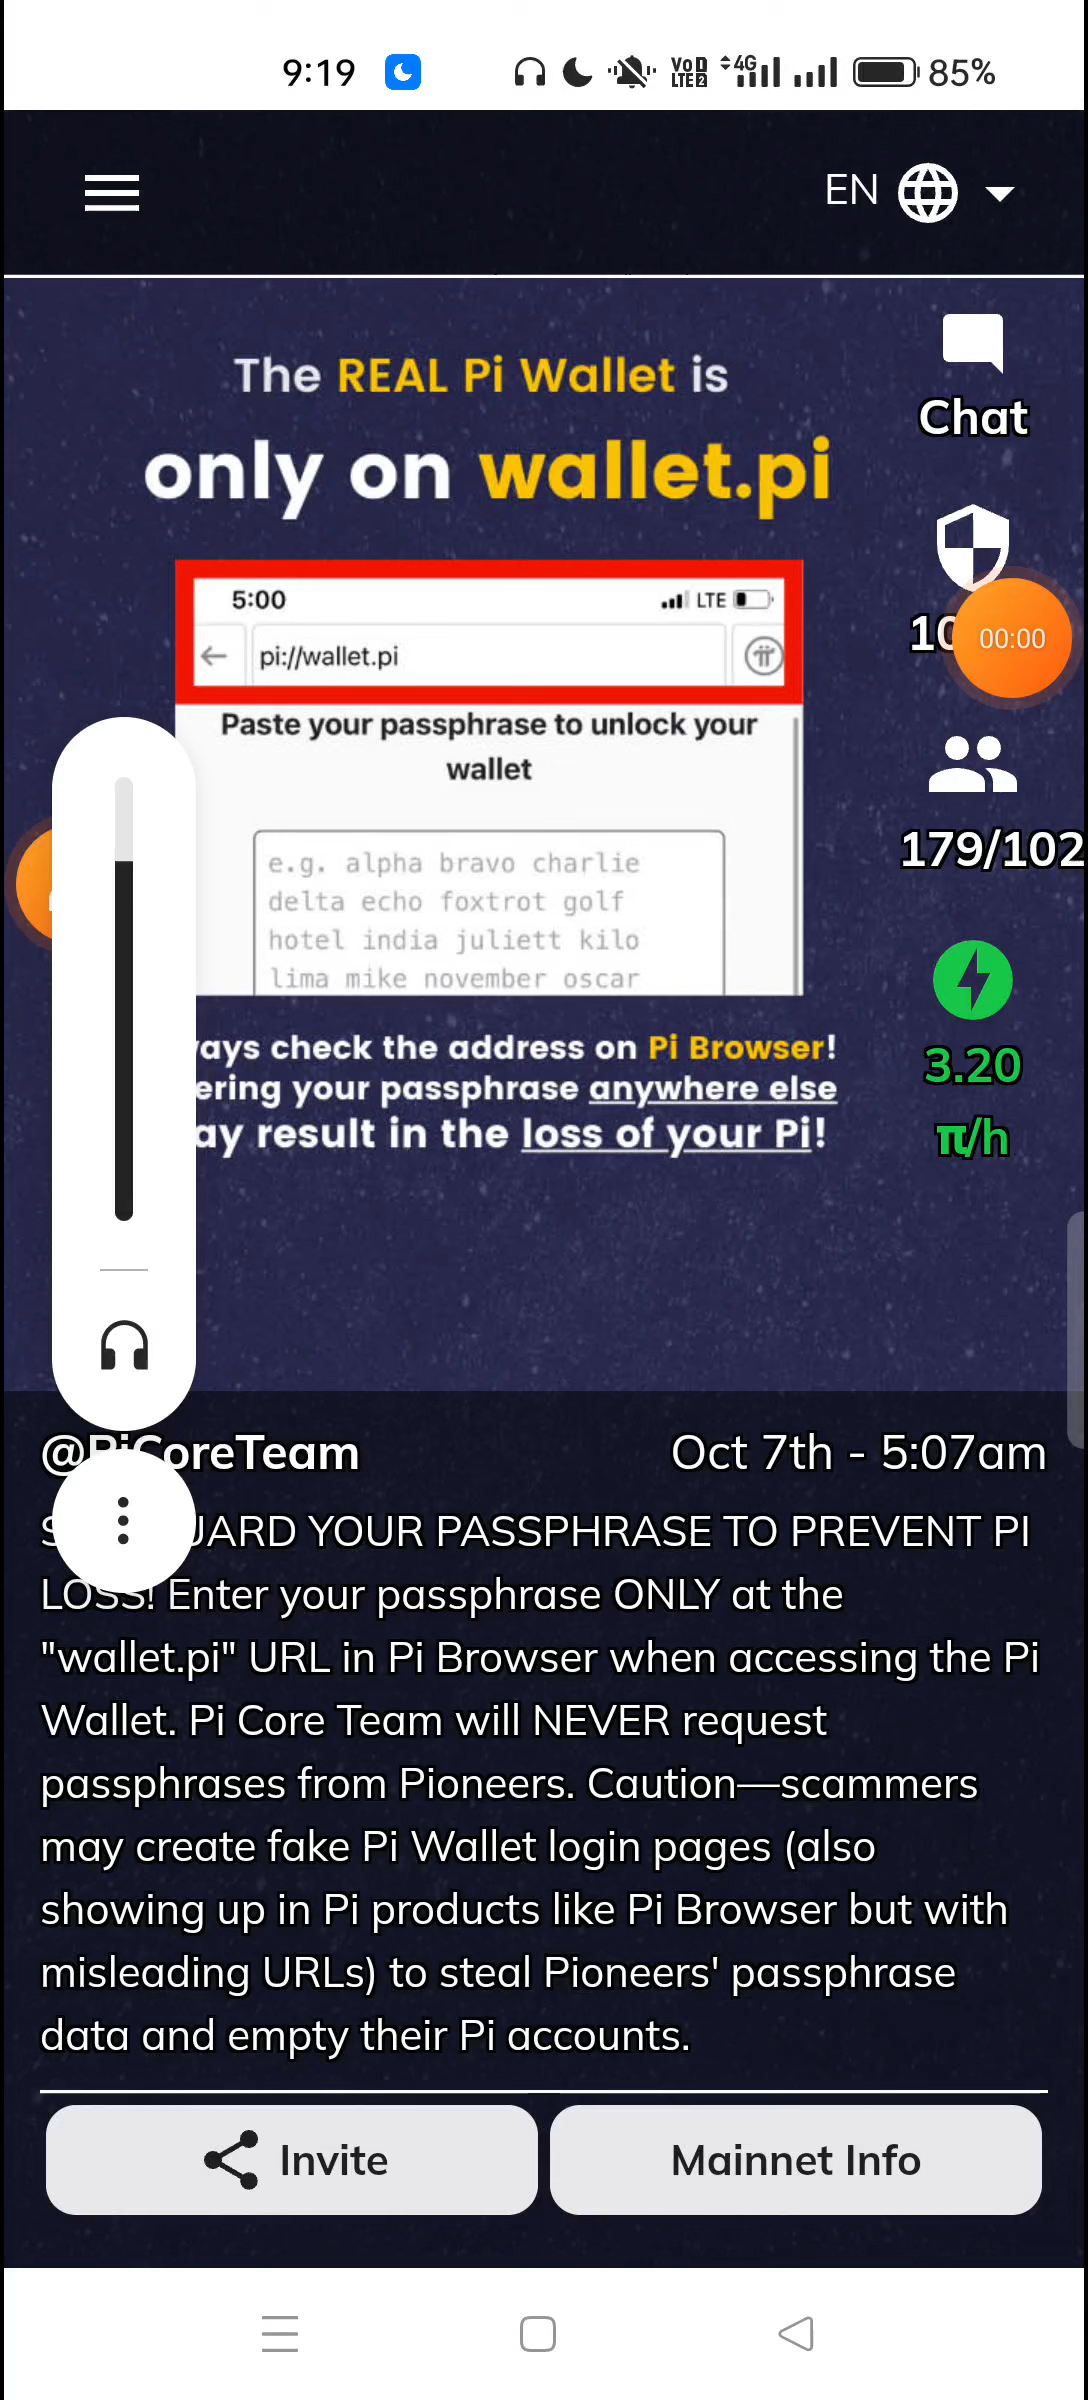 9:19
VoD LTE 2 4G 85%
EN
The REAL Pi Wallet is
only on wallet.pi
Chat
5:00 LTE
pi://wallet.pi
Paste your passphrase to unlock your
wallet
00:00
e.g. alpha bravo charlie
delta echo foxtrot golf
hotel india juliett kilo
lima mike november oscar
179/102
check the address on Pi Browser!
your passphrase anywhere else
result in the loss of your Pi!
3.20
π/h
Oct 7th - 5:07am
YOUR PASSPHRASE TO PREVENT PI
LOSS! Enter your passphrase ONLY at the
"wallet.pi" URL in Pi Browser when accessing the Pi
Wallet. Pi Core Team will NEVER request
passphrases from Pioneers. Caution—scammers
may create fake Pi Wallet login pages (also
showing up in Pi products like Pi Browser but with
misleading URLs) to steal Pioneers' passphrase
data and empty their Pi accounts.
Invite
Mainnet Info